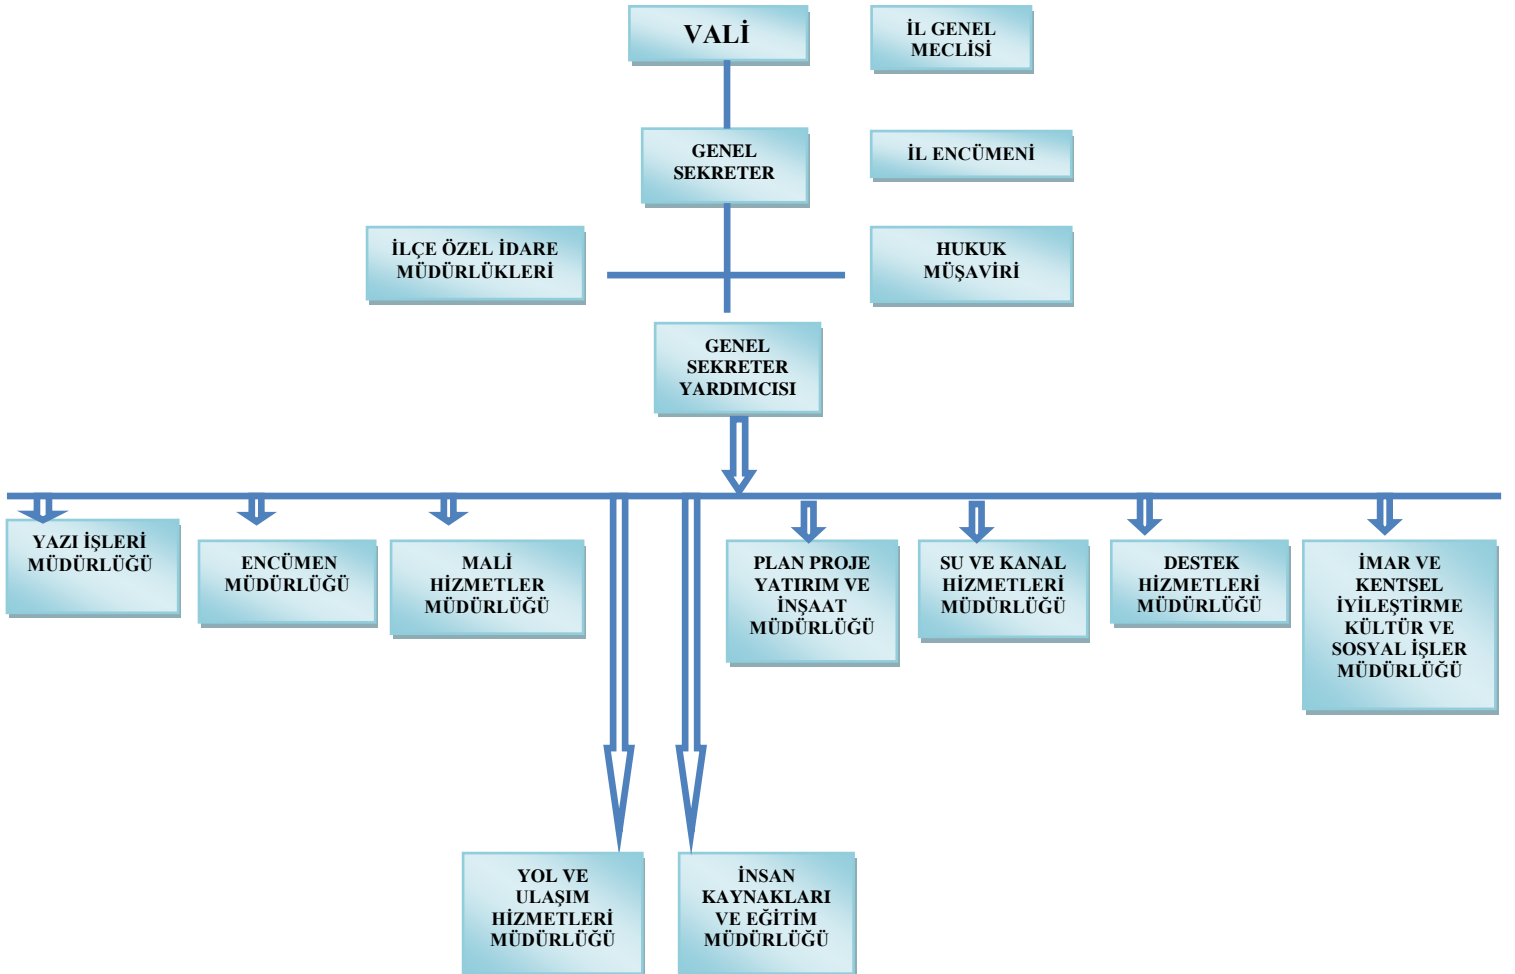 VALİ
İL GENEL
MECLİSİ
GENEL
SEKRETER
İL ENCÜMENİ
İLÇE ÖZEL İDARE
MÜDÜRLÜKLERİ
HUKUK
MÜŞAVİRİ
GENEL
SEKRETER
YARDIMCISI
YAZI İŞLERİ
MÜDÜRLÜĞÜ
ENCÜMEN
MÜDÜRLÜĞÜ
MALİ
HİZMETLER
MÜDÜRLÜĞÜ
PLAN PROJE
YATIRIM VE
İNŞAAT
MÜDÜRLÜĞÜ
SU VE KANAL
HİZMETLERİ
MÜDÜRLÜĞÜ
DESTEK
HİZMETLERİ
MÜDÜRLÜĞÜ
İMAR VE
KENTSEL
İYİLEŞTİRME
KÜLTÜR VE
SOSYAL İŞLER
MÜDÜRLÜĞÜ
YOL VE
ULAŞIM
HİZMETLERİ
MÜDÜRLÜĞÜ
İNSAN
KAYNAKLARI
VE EĞİTİM
MÜDÜRLÜĞÜ